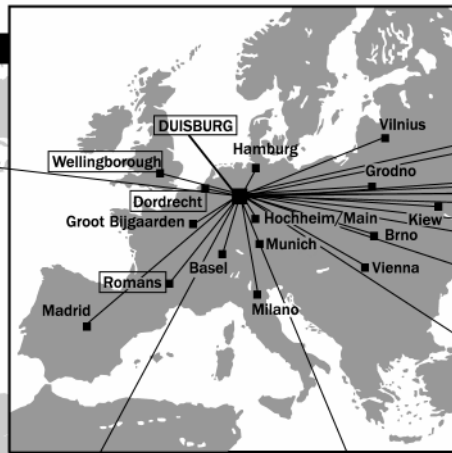 DUISBURG
Vilnius
Hamburg
Wellingborough
Grodno
Dordrecht
Groot Bijgaarden
Hochheim/Main
Kiew
Brno
Munich
Basel
Vienna
Romans
Madrid
Milano